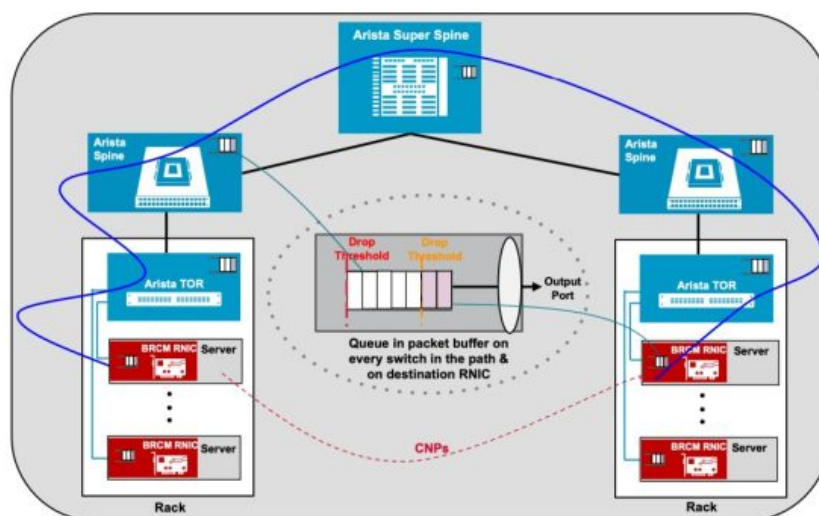 Arista Super Spine
Arista
Spine
Arista
Spine
Drop
Threshold
Drop
Threshold
Output
Port
Queue in packet buffer on
every switch in the path &
on destination RNIC
Arista TOR
BRCM RNIC
Server
BRCM RNIC
Server
Rack
Arista TOR
BRCM RNIC
Server
BRCM RNIC
Server
Rack
CNPs